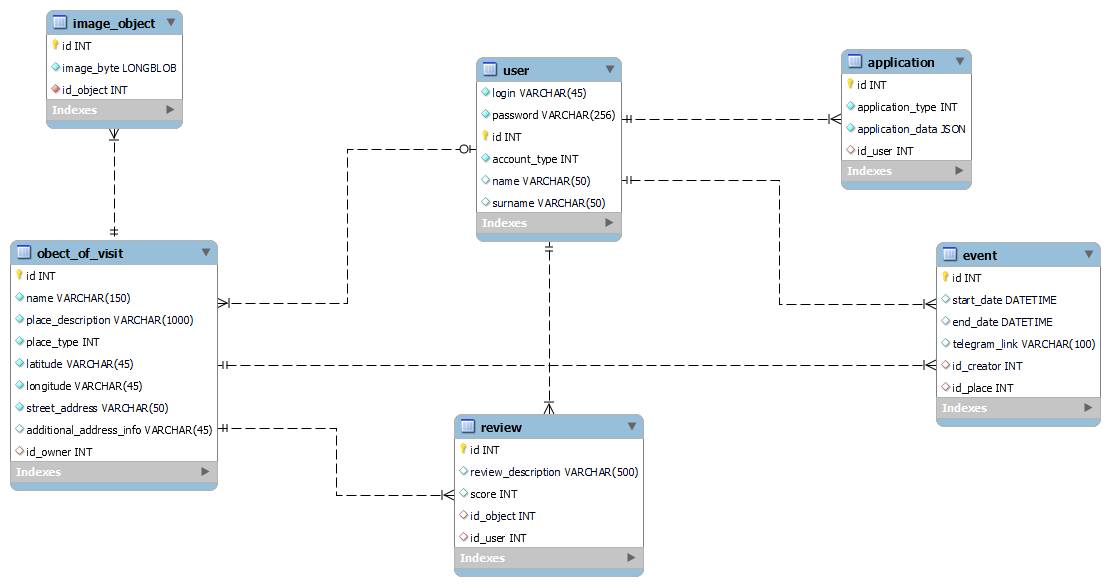 image_object
id INT
image_byte LONGBLOB
id_object INT
Indexes
user
login VARCHAR(45)
password VARCHAR(256)
id INT
account_type INT
name VARCHAR(50)
surname VARCHAR(50)
Indexes
application
id INT
application_type INT
application_data JSON
id_user INT
Indexes
obect_of_visit
id INT
name VARCHAR(150)
place_description VARCHAR(1000)
place_type INT
latitude VARCHAR(45)
longitude VARCHAR(45)
street_address VARCHAR(50)
additional_address_info VARCHAR(45)
id_owner INT
Indexes
event
id INT
start_date DATETIME
end_date DATETIME
telegram_link VARCHAR(100)
id_creator INT
id_place INT
Indexes
review
id INT
review_description VARCHAR(500)
score INT
id_object INT
id_user INT
Indexes